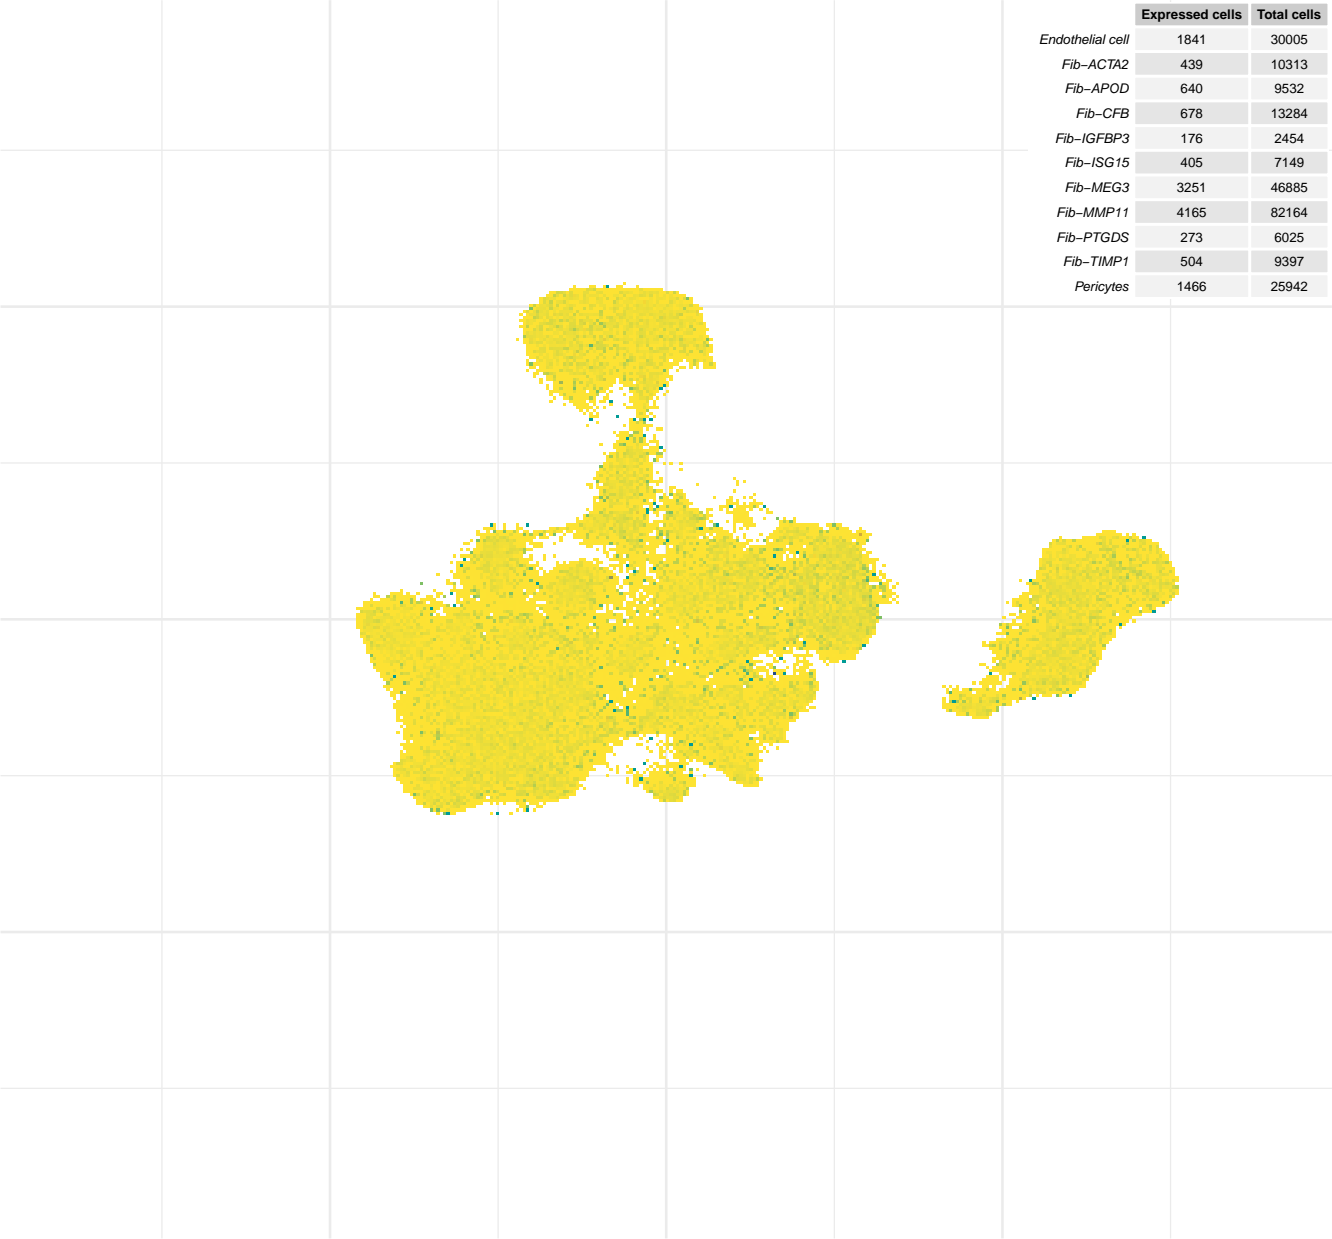 Expressed cells Total cells
Endothelial cell 1841 30005
Fib−ACTA2 439 10313
Fib−APOD 640 9532
Fib−CFB 678 13284
Fib−IGFBP3 176 2454
Fib−ISG15 405 7149
Fib−MEG3 3251 46885
Fib−MMP11 4165 82164
Fib−PTGDS 273 6025
Fib−TIMP1 504 9397
Pericytes 1466 25942